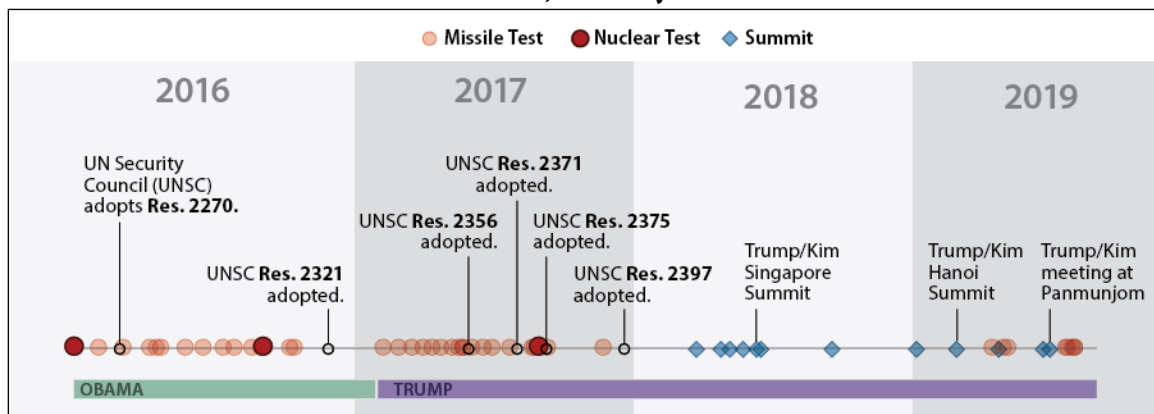 Missile Test
Nuclear Test
Summit
2016
2017
2018
2019
UN Security
Council (UNSC)
adopts Res. 2270.
UNSC Res. 2321
adopted.
UNSC Res. 2356
adopted.
UNSC Res. 2371
adopted.
UNSC Res. 2375
adopted.
UNSC Res. 2397
adopted.
Trump/Kim
Singapore
Summit
Trump/Kim
Hanoi
Summit
Trump/Kim
meeting at
Panmunjom
OBAMA
TRUMP